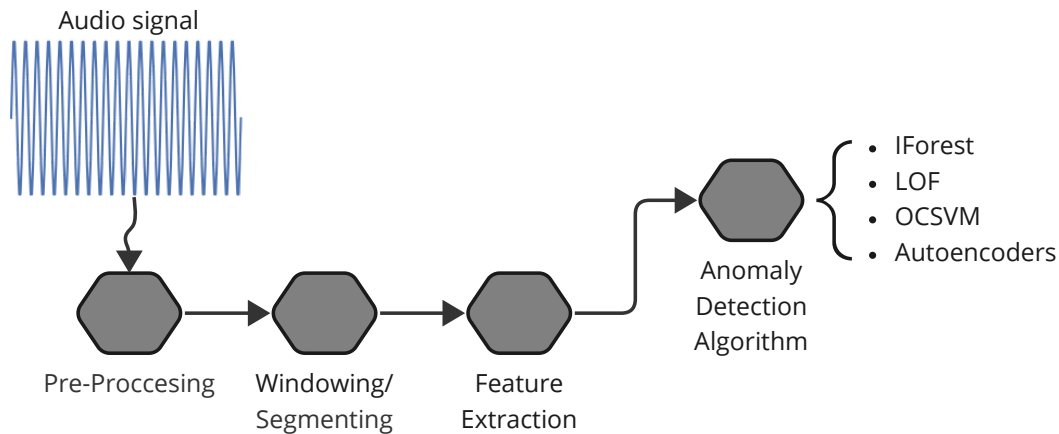 Audio signal
Pre-Proccesing
Windowing/
Segmenting
Feature
Extraction
Anomaly
Detection
Algorithm
• IForest
• LOF
• OCSVM
• Autoencoders